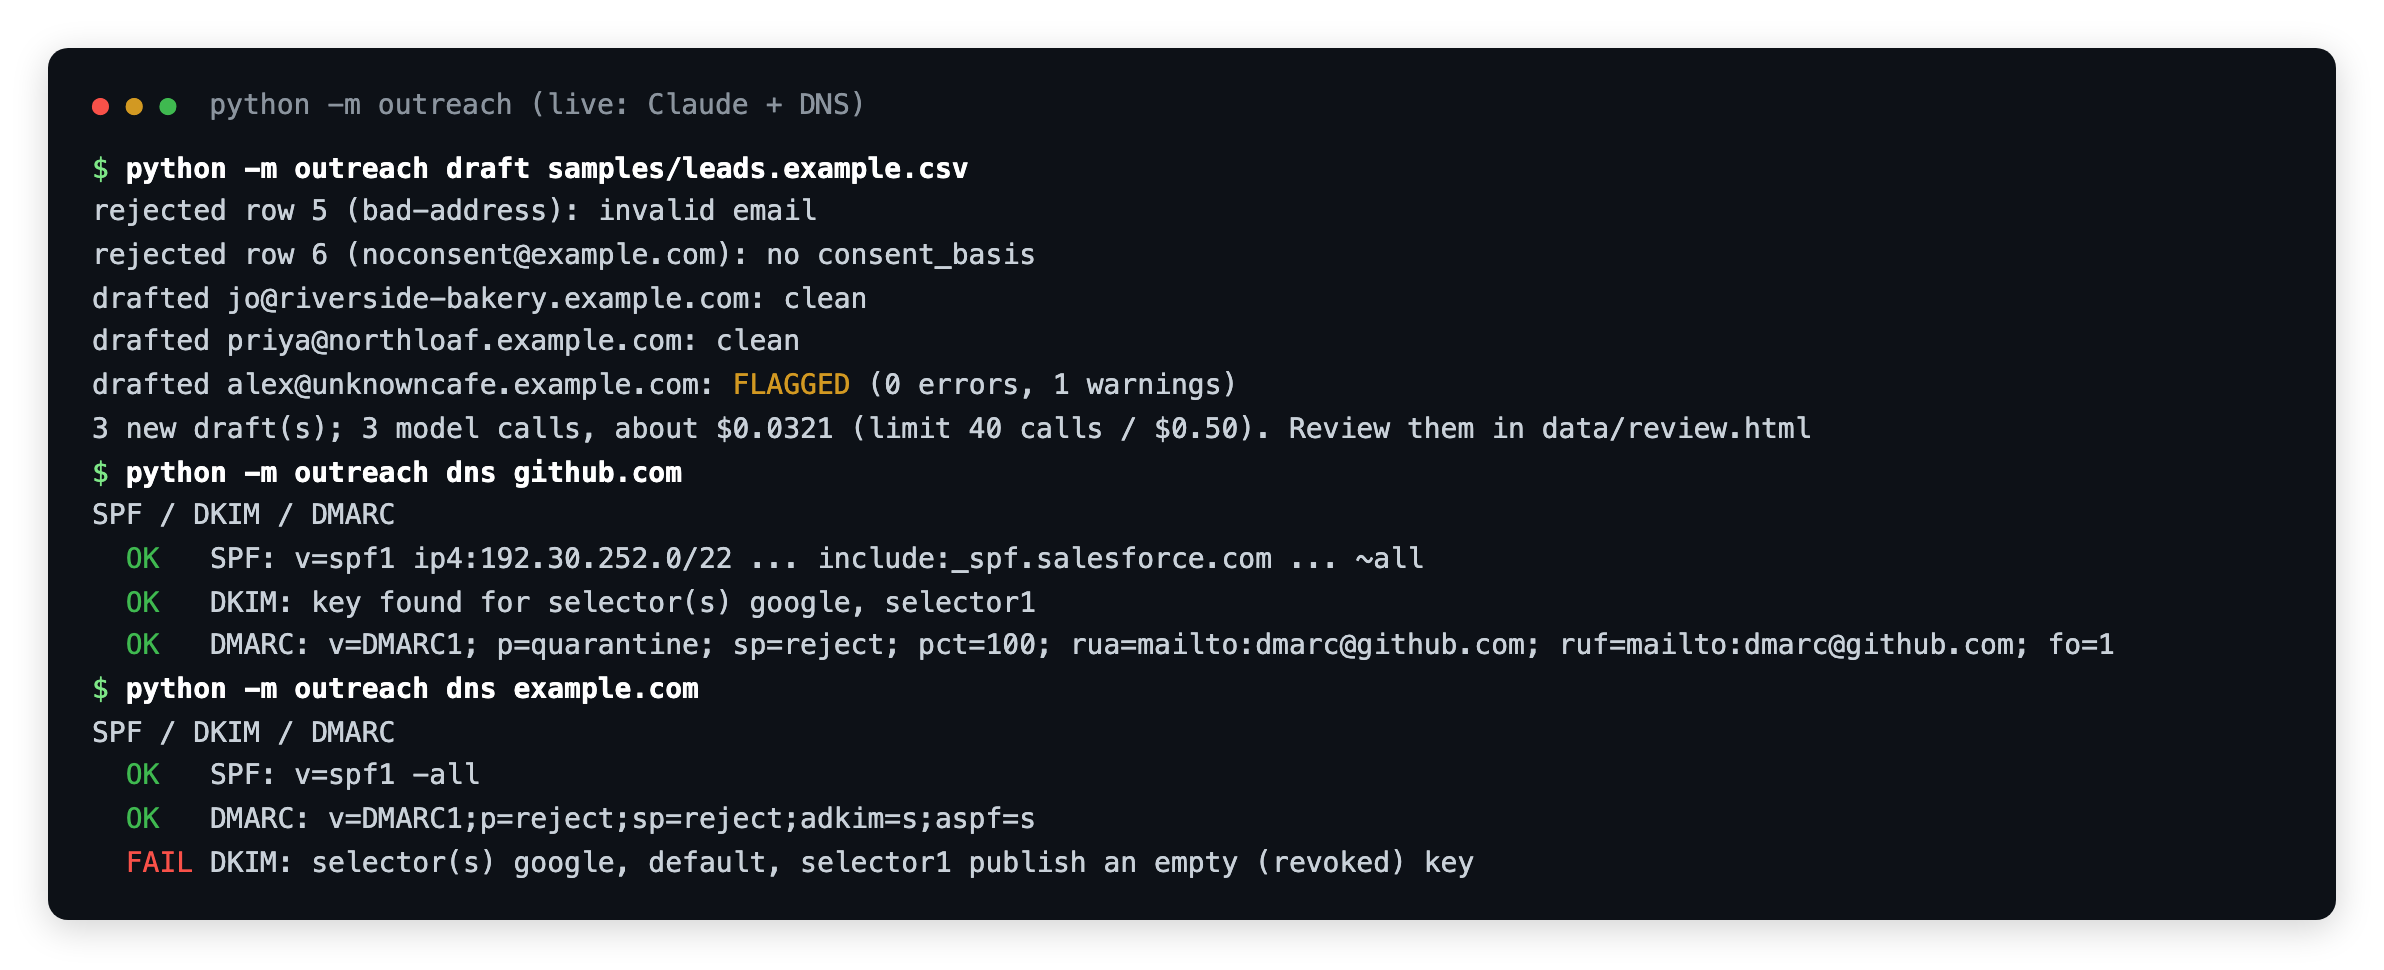 python -m outreach (live: Claude + DNS)
$ python -m outreach draft samples/leads.example.csv
rejected row 5 (bad-address): invalid email
rejected row 6 (noconsent@example.com): no consent_basis
drafted jo@riverside-bakery.example.com: clean
drafted priya@northloaf.example.com: clean
drafted alex@unknowncafe.example.com: FLAGGED (0 errors, 1 warnings)
3 new draft(s); 3 model calls, about $0.0321 (limit 40 calls / $0.50). Review them in data/review.html
$ python -m outreach dns github.com
SPF / DKIM / DMARC
  OK   SPF: v=spf1 ip4:192.30.252.0/22 ... include:_spf.salesforce.com ... ~all
  OK   DKIM: key found for selector(s) google, selector1
  OK   DMARC: v=DMARC1; p=quarantine; sp=reject; pct=100; rua=mailto:dmarc@github.com; ruf=mailto:dmarc@github.com; fo=1
$ python -m outreach dns example.com
SPF / DKIM / DMARC
  OK   SPF: v=spf1 -all
  OK   DMARC: v=DMARC1;p=reject;sp=reject;adkim=s;aspf=s
  FAIL DKIM: selector(s) google, default, selector1 publish an empty (revoked) key